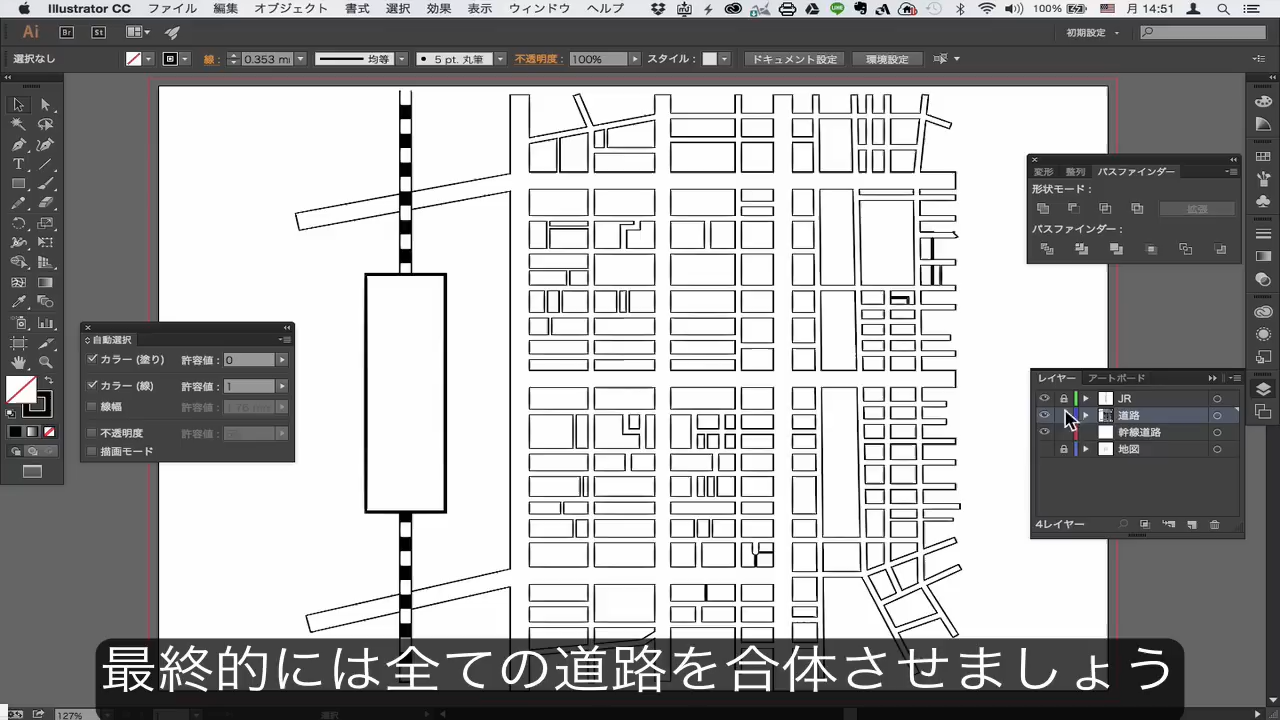 Illustrator CC ファイル 編集 オブジェクト 書式 選択 効果 表示 ウィンドウ ヘルプ 100% 月 14:51
Ai Br St 初期設定
選択なし 線: 0.353 mi 均等 5 pt. 丸筆 不透明度: 100% スタイル: ドキュメント設定 環境設定
変形 整列 パスファインダー
形状モード:
拡張
パスファインダー:
自動選択
カラー (塗り) 許容値: 0
カラー (線) 許容値: 1
線幅 許容値: 1.76 mm
不透明度 許容値:
描画モード
レイヤー アートボード
JR
道路
幹線道路
地図
4レイヤー
最終的には全ての道路を合体させましょう
127% 選択